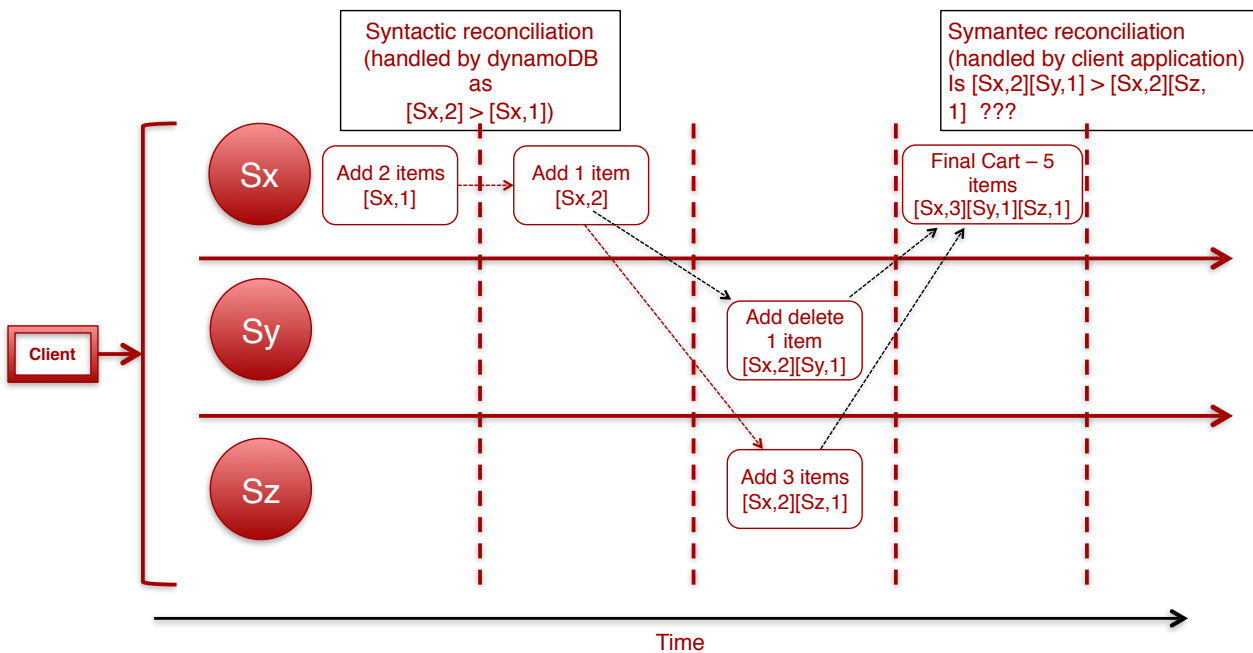 Syntactic reconciliation
(handled by dynamoDB
as
[Sx,2] > [Sx,1])
Symantec reconciliation
(handled by client application)
Is [Sx,2][Sy,1] > [Sx,2][Sz,
1] ???
Sx
Add 2 items
[Sx,1]
Add 1 item
[Sx,2]
Final Cart – 5
items
[Sx,3][Sy,1][Sz,1]
Client
Sy
Add delete
1 item
[Sx,2][Sy,1]
Sz
Add 3 items
[Sx,2][Sz,1]
Time